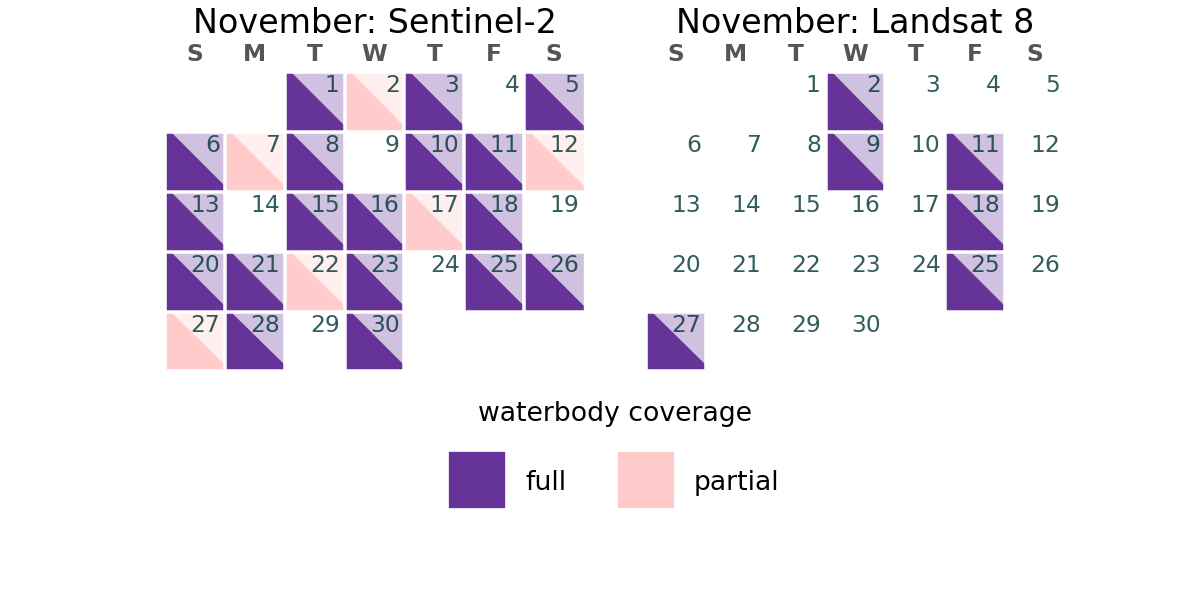 November: Sentinel-2
S M T W T F S
1 2 3 4 5
6 7 8 9 10 11 12
13 14 15 16 17 18 19
20 21 22 23 24 25 26
27 28 29 30
November: Landsat 8
S M T W T F S
1 2 3 4 5
6 7 8 9 10 11 12
13 14 15 16 17 18 19
20 21 22 23 24 25 26
27 28 29 30
waterbody coverage
full
partial